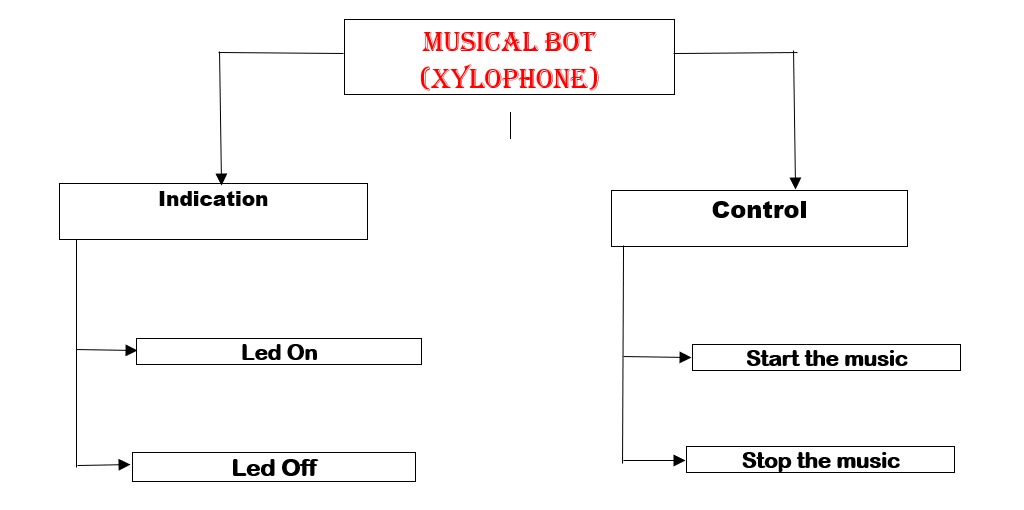 MUSICAL BOT
(XYLOPHONE)
Indication
Control
Led On
Start the music
Led Off
Stop the music